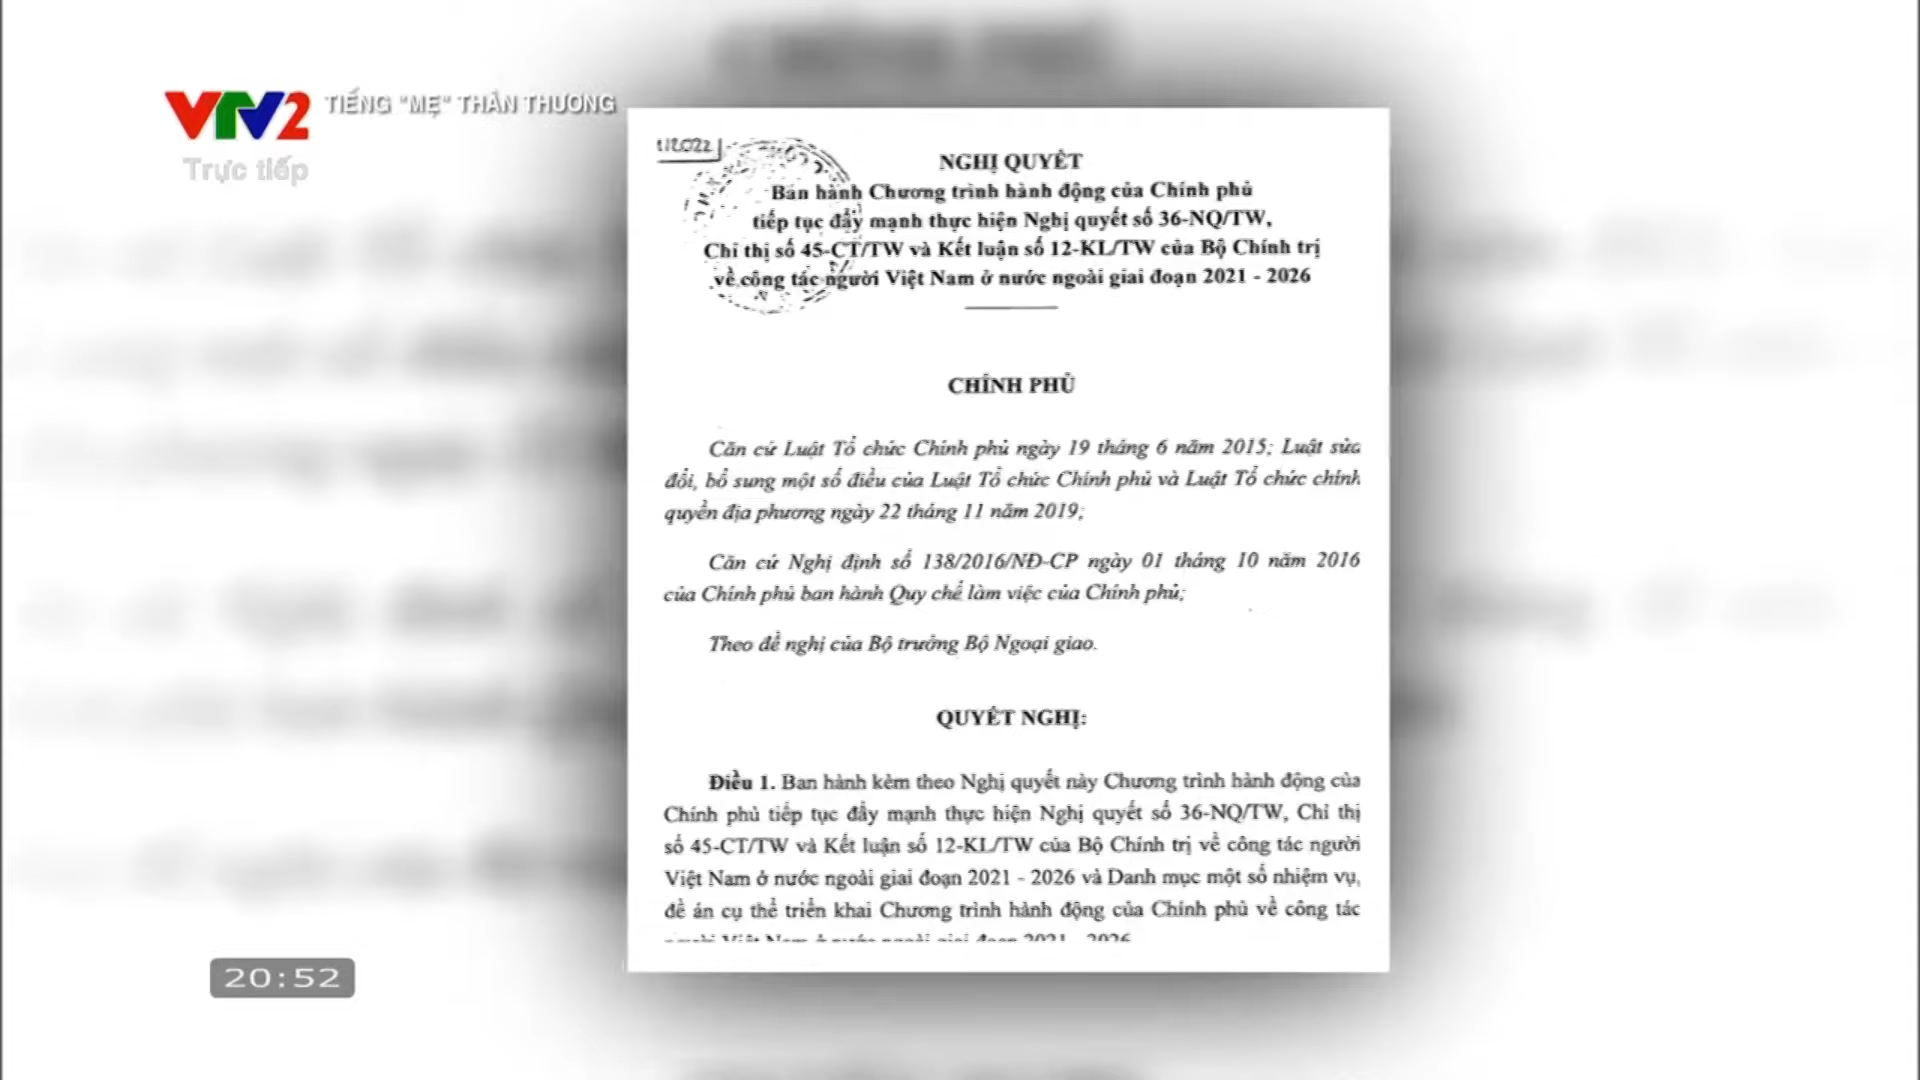 VTV2
TIẾNG "MẸ" THÂN THƯƠNG
Trực tiếp
/2022
NGHỊ QUYẾT
Ban hành Chương trình hành động của Chính phủ
tiếp tục đẩy mạnh thực hiện Nghị quyết số 36-NQ/TW,
Chỉ thị số 45-CT/TW và Kết luận số 12-KL/TW của Bộ Chính trị
về công tác người Việt Nam ở nước ngoài giai đoạn 2021 - 2026
CHÍNH PHỦ
Căn cứ Luật Tổ chức Chính phủ ngày 19 tháng 6 năm 2015; Luật sửa
đổi, bổ sung một số điều của Luật Tổ chức Chính phủ và Luật Tổ chức chính
quyền địa phương ngày 22 tháng 11 năm 2019;
Căn cứ Nghị định số 138/2016/NĐ-CP ngày 01 tháng 10 năm 2016
của Chính phủ ban hành Quy chế làm việc của Chính phủ;
Theo đề nghị của Bộ trưởng Bộ Ngoại giao.
QUYẾT NGHỊ:
Điều 1. Ban hành kèm theo Nghị quyết này Chương trình hành động của
Chính phủ tiếp tục đẩy mạnh thực hiện Nghị quyết số 36-NQ/TW, Chỉ thị
số 45-CT/TW và Kết luận số 12-KL/TW của Bộ Chính trị về công tác người
Việt Nam ở nước ngoài giai đoạn 2021 - 2026 và Danh mục một số nhiệm vụ,
đề án cụ thể triển khai Chương trình hành động của Chính phủ về công tác
người Việt Nam ở nước ngoài giai đoạn 2021 - 2026
20:52